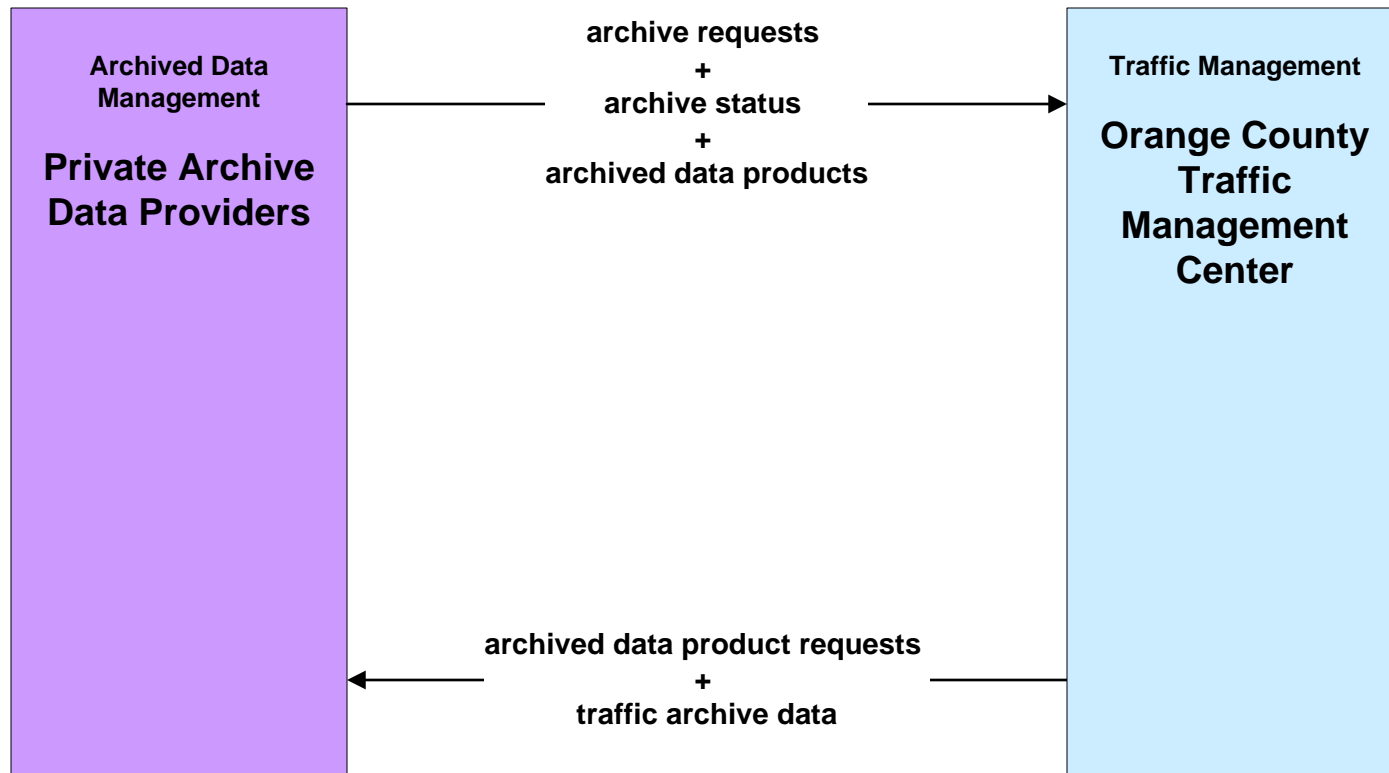 Archived Data
Management
Private Archive
Data Providers
archive requests
+
archive status
+
archived data products
Traffic Management
Orange County
Traffic
Management
Center
archived data product requests
+
traffic archive data